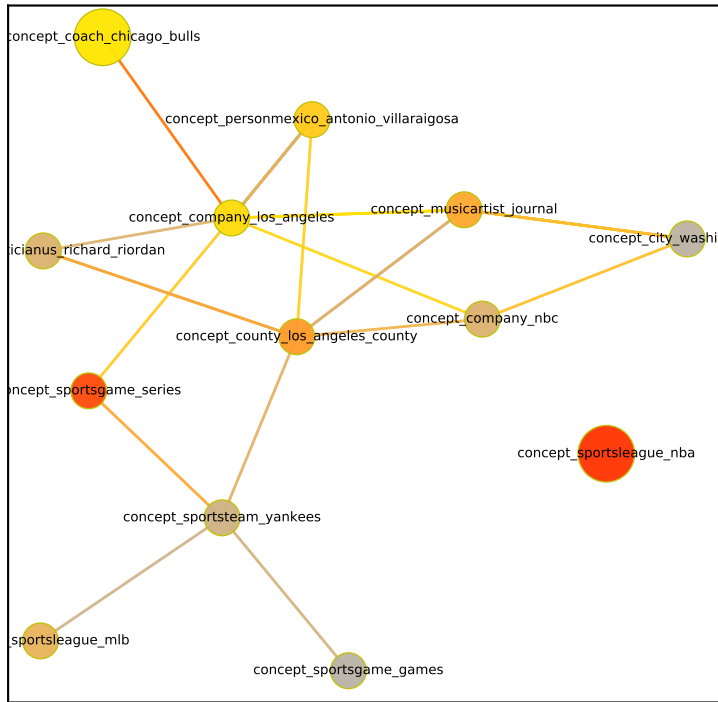 concept_coach_chicago_bulls
concept_personmexico_antonio_villaraigosa
concept_musicartist_journal
concept_company_los_angeles
concept_city_washi
ticianus_richard_riordan
concept_company_nbc
concept_county_los_angeles_county
concept_sportsgame_series
concept_sportsleague_nba
concept_sportsteam_yankees
_sportsleague_mlb
concept_sportsgame_games